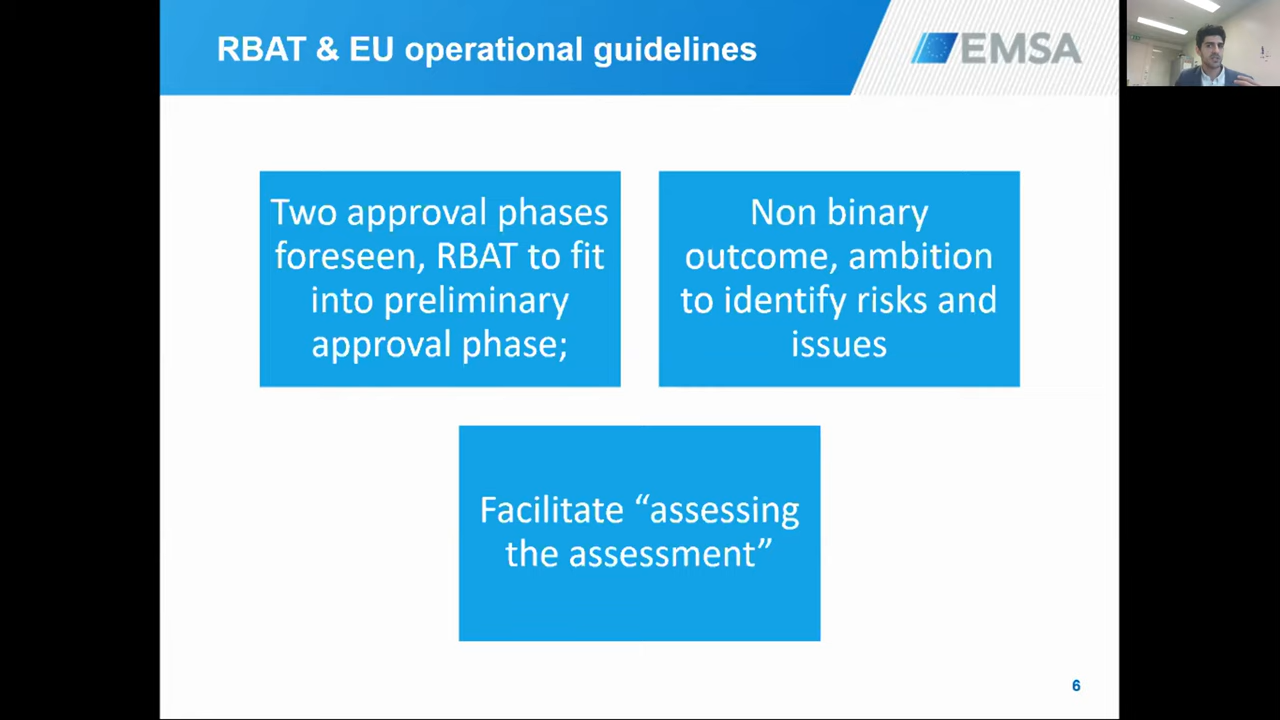 RBAT & EU operational guidelines
EMSA
Two approval phases
foreseen, RBAT to fit
into preliminary
approval phase;
Non binary
outcome, ambition
to identify risks and
issues
Facilitate “assessing
the assessment”
6